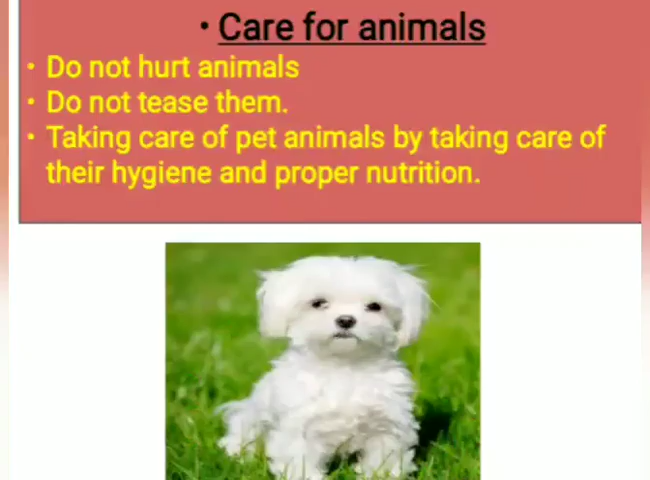 • Care for animals
• Do not hurt animals
• Do not tease them.
• Taking care of pet animals by taking care of
their hygiene and proper nutrition.